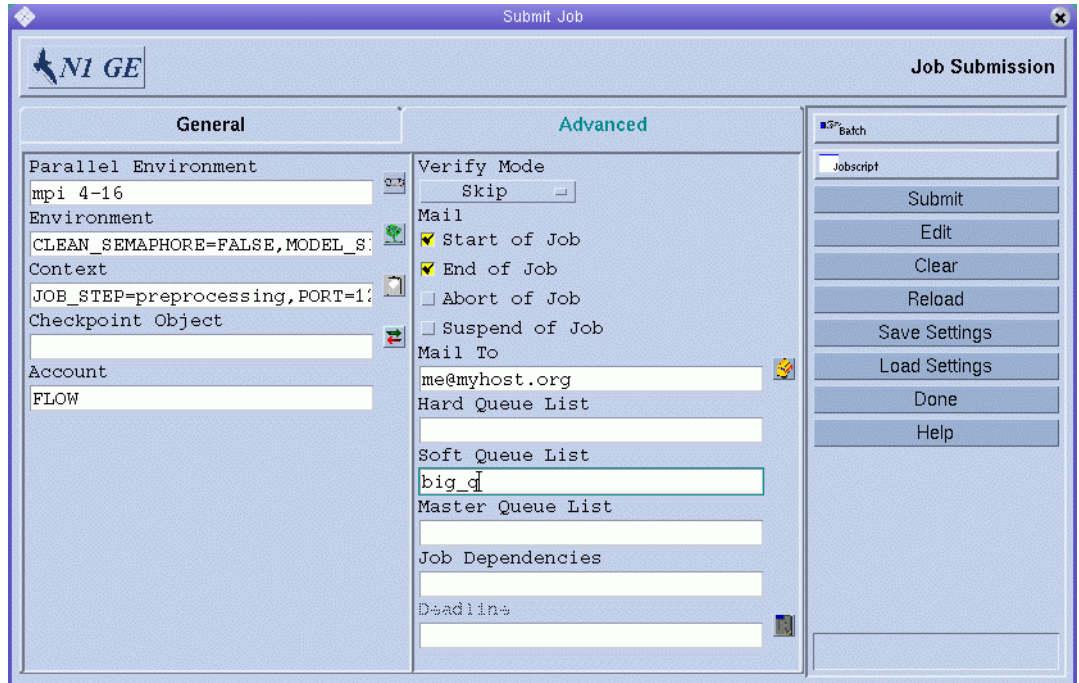 Submit Job
N1 GE
Job Submission
General
Advanced
Parallel Environment
mpi 4-16
Environment
CLEAN_SEMAPHORE=FALSE,MODEL_S
Context
JOB_STEP=preprocessing,PORT=12
Checkpoint Object
Account
FLOW
Verify Mode
Skip
Mail
Start of Job
End of Job
Abort of Job
Suspend of Job
Mail To
me@myhost.org
Hard Queue List
Soft Queue List
big_q
Master Queue List
Job Dependencies
Deadline
Batch
Jobscript
Submit
Edit
Clear
Reload
Save Settings
Load Settings
Done
Help